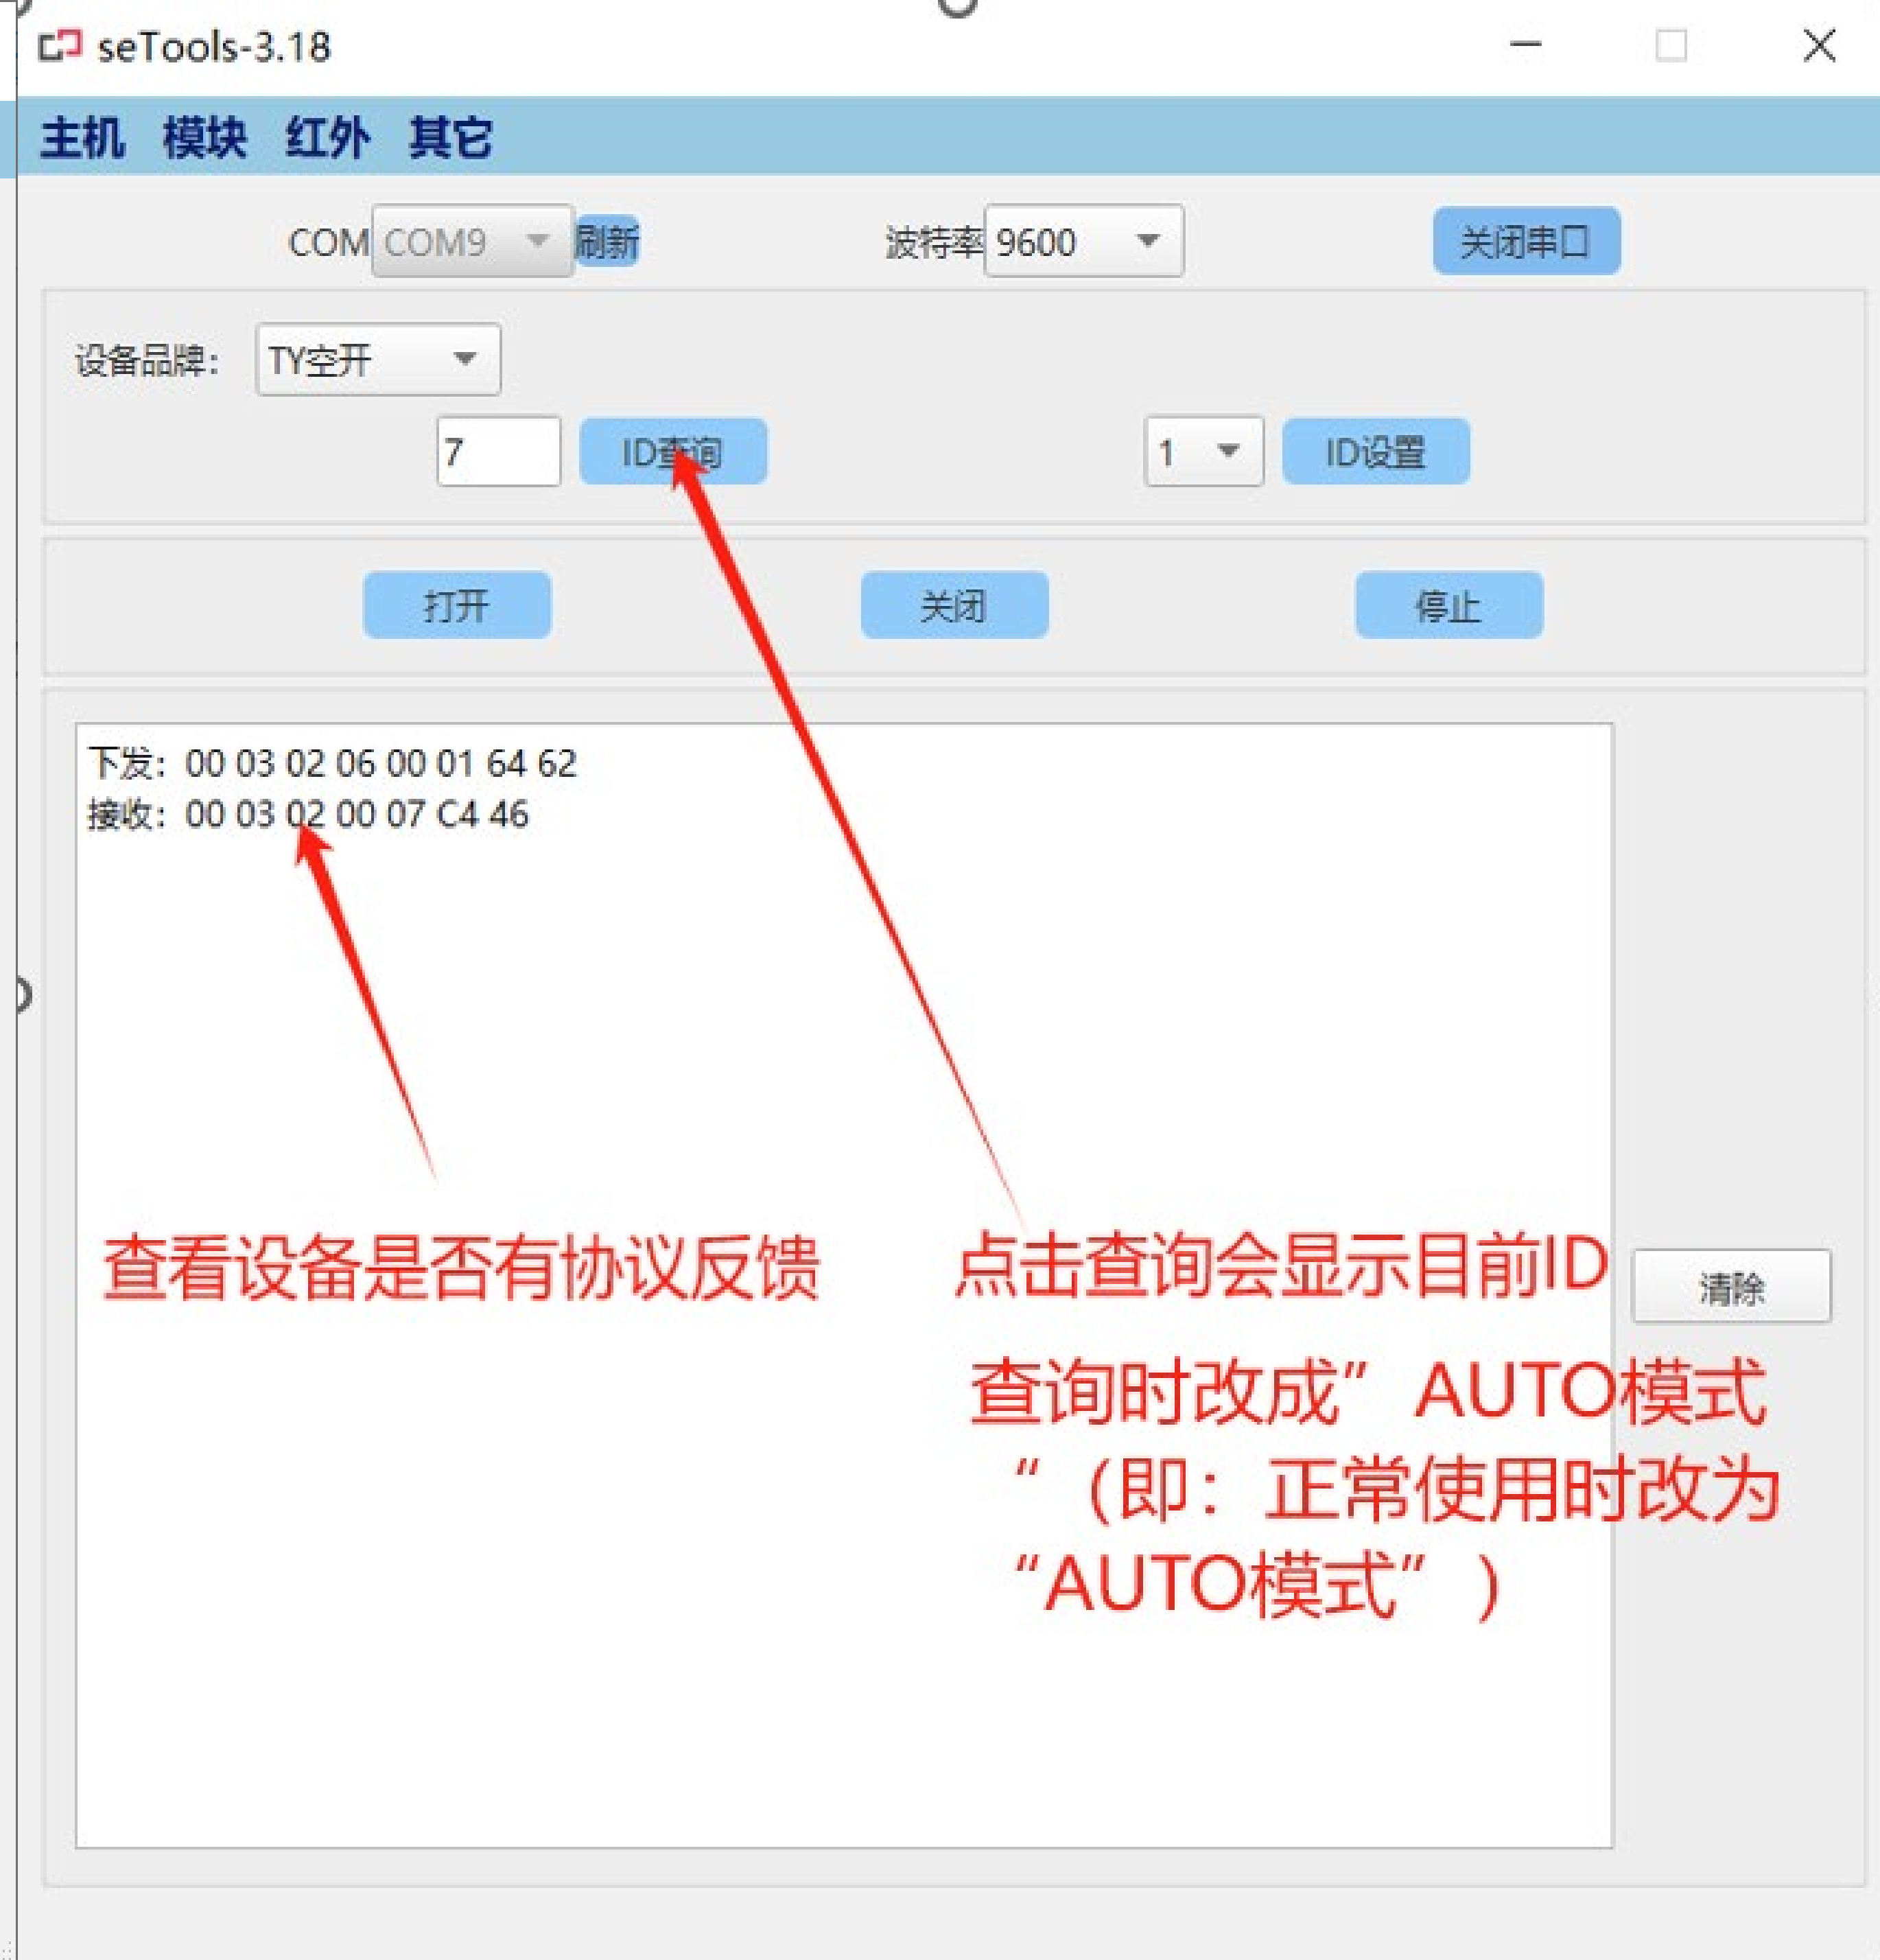 seTools-3.18
主机 模块 红外 其它
COM COM9 刷新 波特率 9600 关闭串口
设备品牌： TY空开
7 ID查询 1 ID设置
打开 关闭 停止
下发：00 03 02 06 00 01 64 62
接收：00 03 02 00 07 C4 46
查看设备是否有协议反馈
点击查询会显示目前ID
清除
查询时改成”AUTO模式
“（即：正常使用时改为
“AUTO模式”）